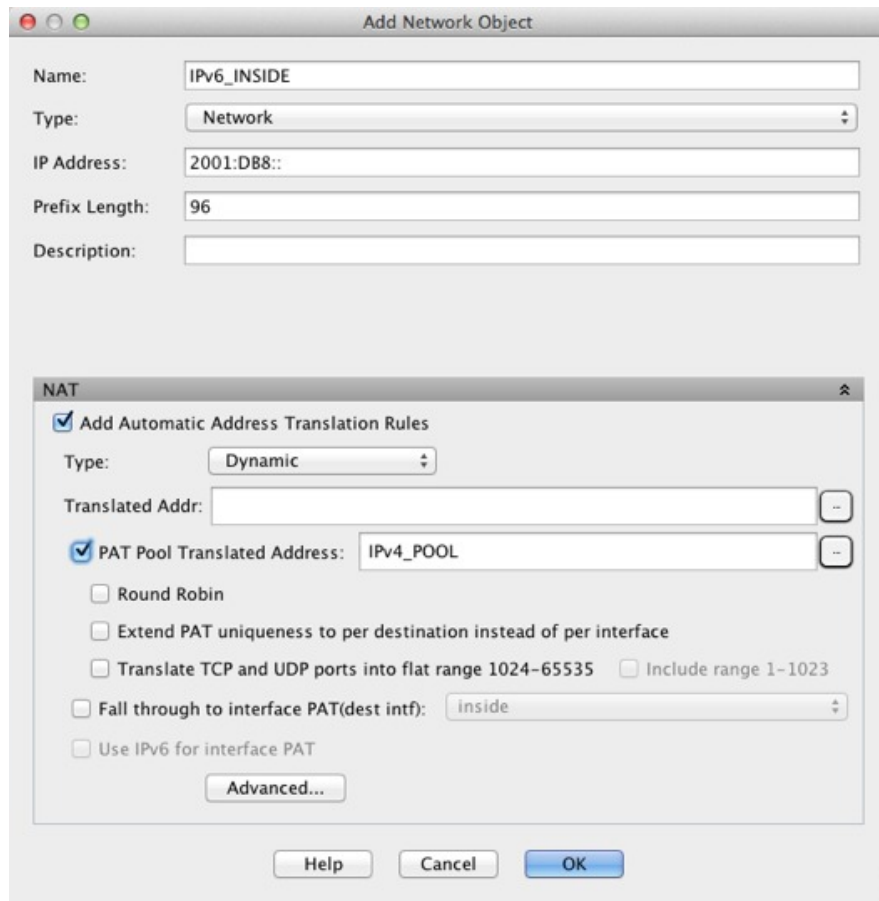 Add Network Object
Name: IPv6_INSIDE
Type: Network
IP Address: 2001:DB8::
Prefix Length: 96
Description:
NAT
Add Automatic Address Translation Rules
Type: Dynamic
Translated Addr: ...
PAT Pool Translated Address: IPv4_POOL ...
Round Robin
Extend PAT uniqueness to per destination instead of per interface
Translate TCP and UDP ports into flat range 1024-65535 Include range 1-1023
Fall through to interface PAT(dest intf): inside
Use IPv6 for interface PAT
Advanced...
Help Cancel OK